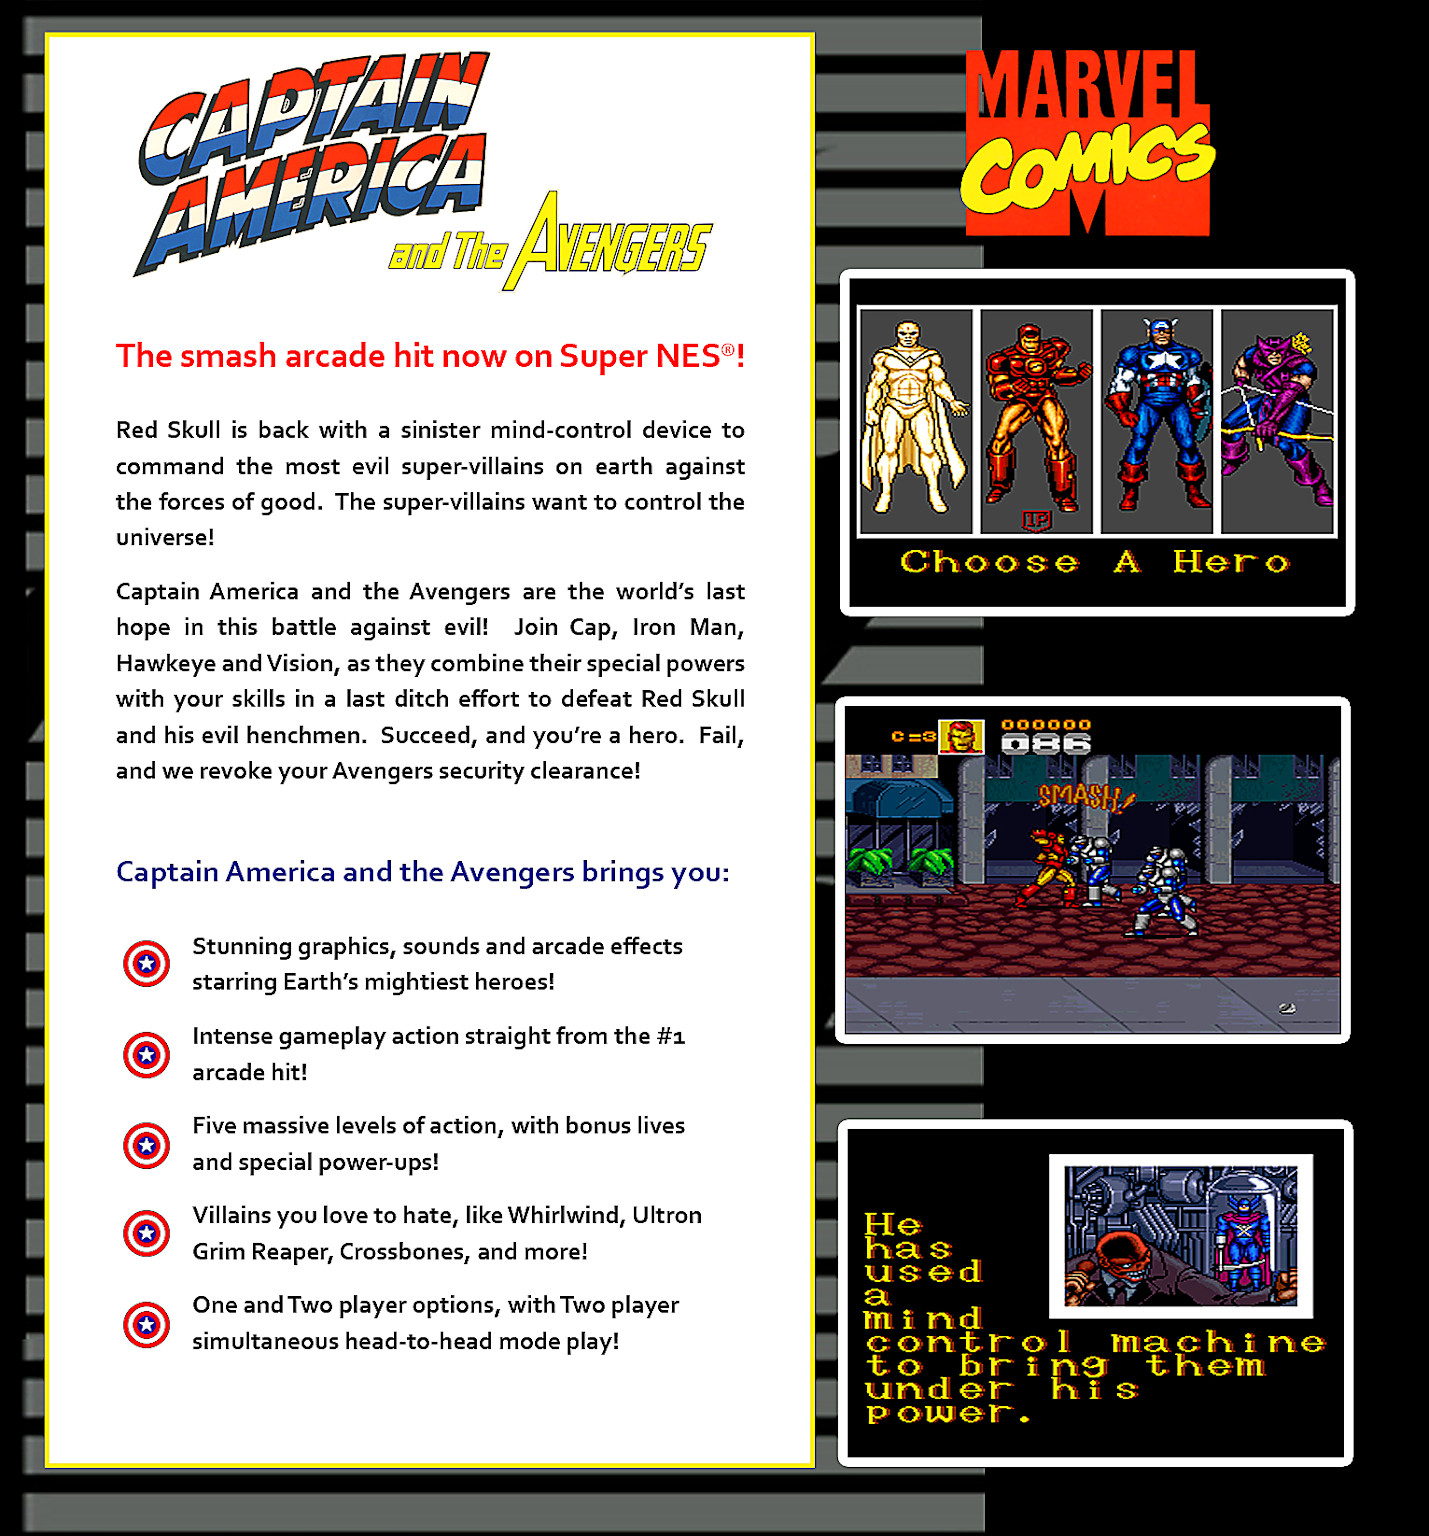 CAPTAIN
AMERICA
and The AVENGERS
The smash arcade hit now on Super NES®!
Red Skull is back with a sinister mind-control device to
command the most evil super-villains on earth against
the forces of good. The super-villains want to control the
universe!
Captain America and the Avengers are the world's last
hope in this battle against evil! Join Cap, Iron Man,
Hawkeye and Vision, as they combine their special powers
with your skills in a last ditch effort to defeat Red Skull
and his evil henchmen. Succeed, and you're a hero. Fail,
and we revoke your Avengers security clearance!
Captain America and the Avengers brings you:
Stunning graphics, sounds and arcade effects
starring Earth's mightiest heroes!
Intense gameplay action straight from the #1
arcade hit!
Five massive levels of action, with bonus lives
and special power-ups!
Villains you love to hate, like Whirlwind, Ultron
Grim Reaper, Crossbones, and more!
One and Two player options, with Two player
simultaneous head-to-head mode play!
MARVEL
COMICS
1P
Choose A Hero
C=3
000000
086
SMASH!
He
has
used
a
mind
control machine
to bring them
under his
power.